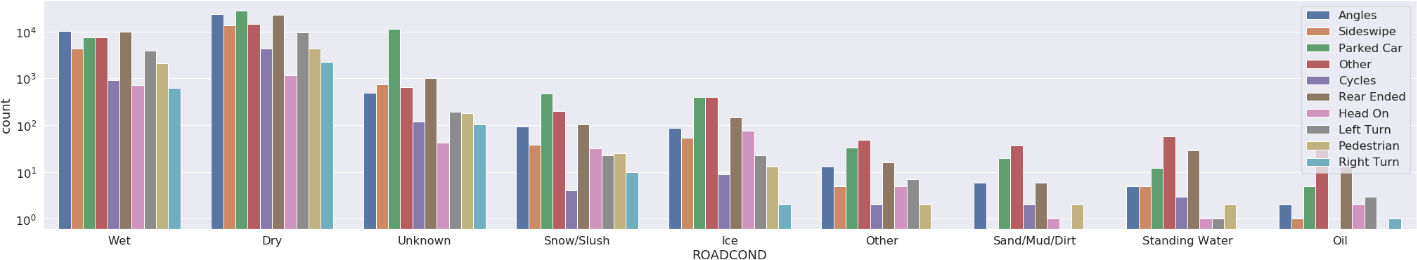 10⁴
10³
10²
10¹
10⁰
count
Wet
Dry
Unknown
Snow/Slush
Ice
Other
Sand/Mud/Dirt
Standing Water
Oil
ROADCOND
Angles
Sideswipe
Parked Car
Other
Cycles
Rear Ended
Head On
Left Turn
Pedestrian
Right Turn